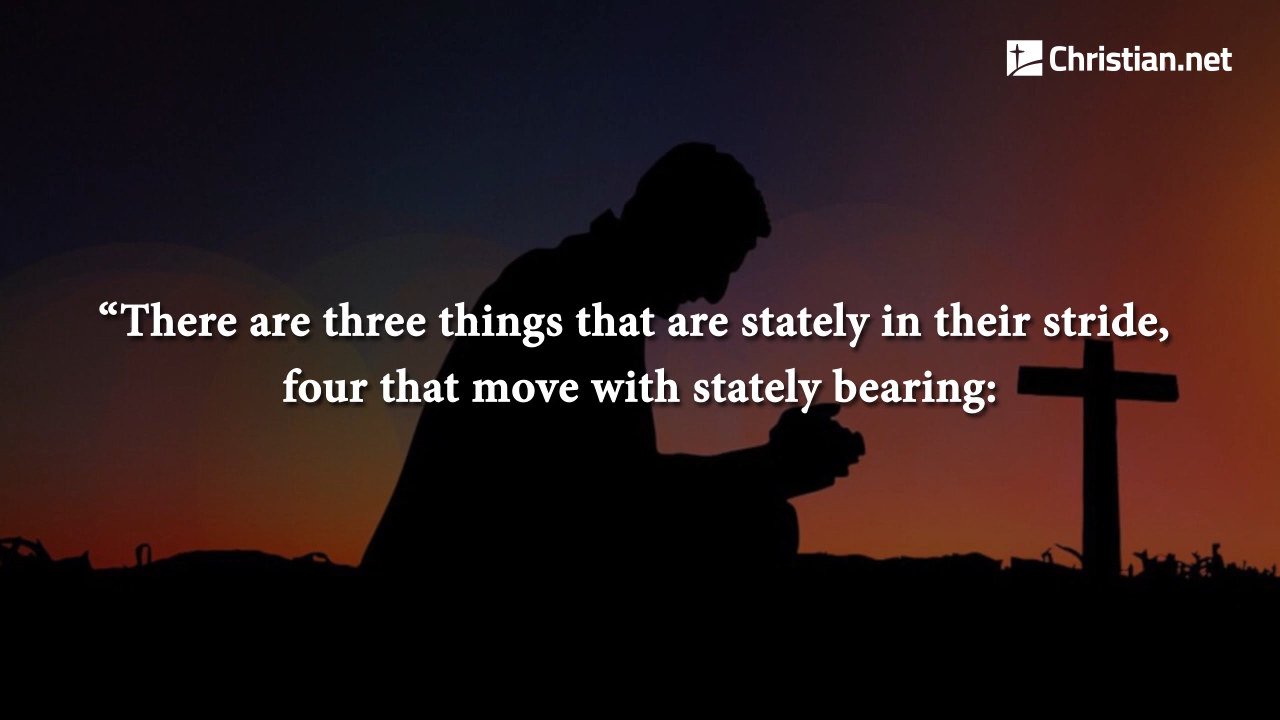 Christian.net
“There are three things that are stately in their stride,
four that move with stately bearing: